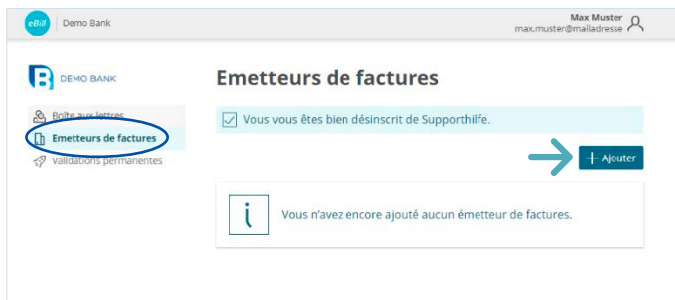 eBill Demo Bank
Max Muster
max.muster@mailadresse
DEMO BANK
Emetteurs de factures
Boîte aux lettres
Vous vous êtes bien désinscrit de Supporthilfe.
Emetteurs de factures
Validations permanentes
Ajouter
Vous n'avez encore ajouté aucun émetteur de factures.